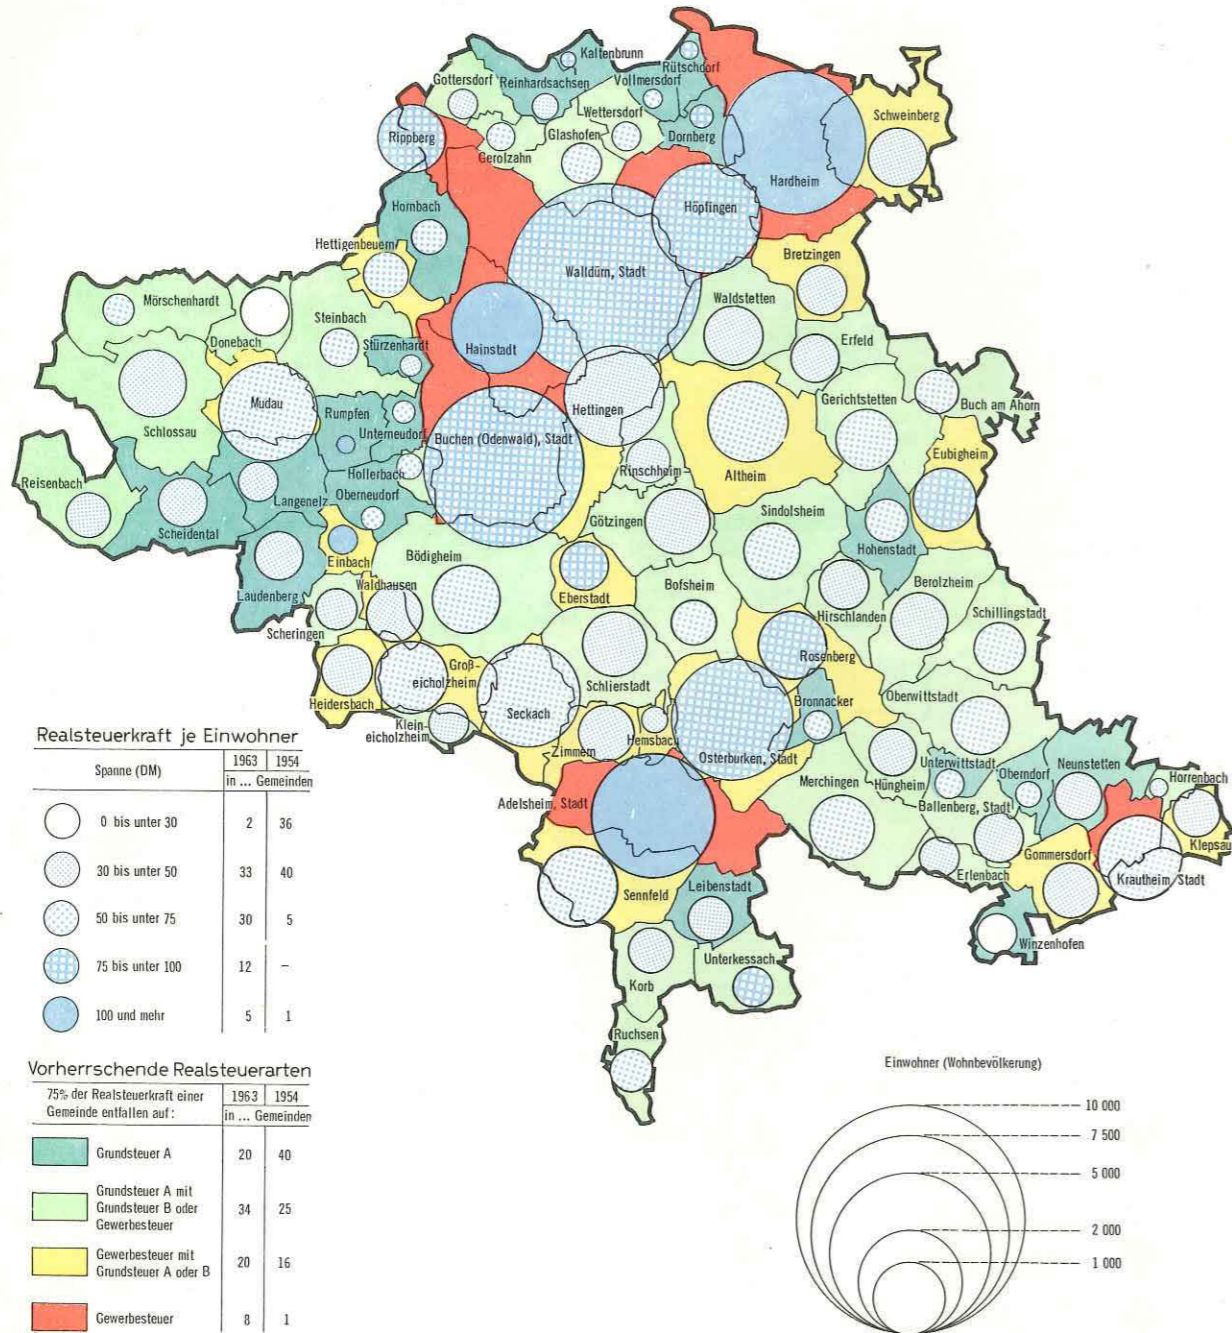 Kaltenbrunn
Rütschdorf
Gottersdorf
Reinhardsachsen
Vollmersdorf
Wettersdorf
Schweinberg
Rippberg
Glashofen
Dornberg
Gerolzahn
Hardheim
Hornbach
Höpfingen
Hettigenbeuern
Bretzingen
Walldürn, Stadt
Mörschenhardt
Waldstetten
Steinbach
Donebach
Stürzenhardt
Hainstadt
Erfeld
Hettingen
Gerichtstetten
Buch am Ahorn
Mudau
Rumpfen
Schlossau
Unterneudorf
Buchen (Odenwald), Stadt
Eubigheim
Hollerbach
Rinschheim
Altheim
Reisenbach
Langenelz
Oberneudorf
Götzingen
Sindolsheim
Scheidental
Hohenstadt
Einbach
Bödigheim
Waldhausen
Bofsheim
Berolzheim
Laudenberg
Eberstadt
Hirschlanden
Schillingstadt
Scheringen
Rosenberg
Groß-
eicholzheim
Schlierstadt
Oberwittstadt
Heidersbach
Bronnacker
Seckach
Klein-
eicholzheim
Zimmern
Hemsbach
Osterburken, Stadt
Hüngheim
Unterwittstadt
Oberndorf
Neunstetten
Horrenbach
Merchingen
Adelsheim, Stadt
Ballenberg, Stadt
Klepsau
Gommersdorf
Erlenbach
Krautheim, Stadt
Sennfeld
Leibenstadt
Winzenhofen
Unterkessach
Korb
Ruchsen
Realsteuerkraft je Einwohner
Spanne (DM) 1963 1954
in ... Gemeinden
0 bis unter 30 2 36
30 bis unter 50 33 40
50 bis unter 75 30 5
75 bis unter 100 12 –
100 und mehr 5 1
Vorherrschende Realsteuerarten
75% der Realsteuerkraft einer 1963 1954
Gemeinde entfallen auf: in ... Gemeinden
Grundsteuer A 20 40
Grundsteuer A mit
Grundsteuer B oder 34 25
Gewerbesteuer
Gewerbesteuer mit 20 16
Grundsteuer A oder B
Gewerbesteuer 8 1
Einwohner (Wohnbevölkerung)
10 000
7 500
5 000
2 000
1 000